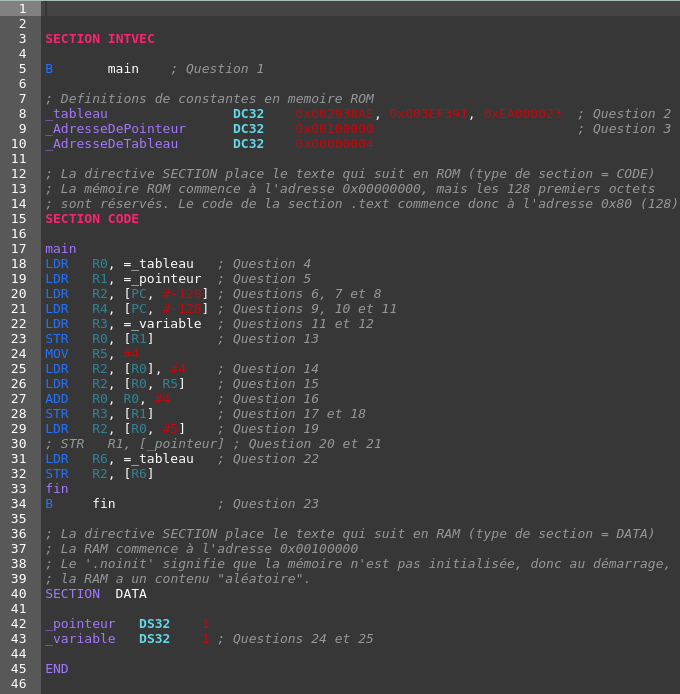 1
2
3 SECTION INTVEC
4
5 B main ; Question 1
6
7 ; Definitions de constantes en memoire ROM
8 _tableau DC32 , , ; Question 2
9 _AdresseDePointeur DC32 0x00100000 ; Question 3
10 _AdresseDeTableau DC32 0x00000004
11
12 ; La directive SECTION place le texte qui suit en ROM (type de section = CODE)
13 ; La mémoire ROM commence à l'adresse 0x00000000, mais les 128 premiers octets
14 ; sont réservés. Le code de la section .text commence donc à l'adresse 0x80 (128)
15 SECTION CODE
16
17 main
18 LDR R0, =_tableau ; Question 4
19 LDR R1, =_pointeur ; Question 5
20 LDR R2, [PC, #-128] ; Questions 6, 7 et 8
21 LDR R4, [PC, #-128] ; Questions 9, 10 et 11
22 LDR R3, =_variable ; Questions 11 et 12
23 STR R0, [R1] ; Question 13
24 MOV R5, #4
25 LDR R2, [R0], #4 ; Question 14
26 LDR R2, [R0, R5] ; Question 15
27 ADD R0, R0, #4 ; Question 16
28 STR R3, [R1] ; Question 17 et 18
29 LDR R2, [R0, #5] ; Question 19
30 ; STR R1, [_pointeur] ; Question 20 et 21
31 LDR R6, =_tableau ; Question 22
32 STR R2, [R6]
33 fin
34 B fin ; Question 23
35
36 ; La directive SECTION place le texte qui suit en RAM (type de section = DATA)
37 ; La RAM commence à l'adresse 0x00100000
38 ; Le '.noinit' signifie que la mémoire n'est pas initialisée, donc au démarrage,
39 ; la RAM a un contenu "aléatoire".
40 SECTION DATA
41
42 _pointeur DS32 1
43 _variable DS32 1 ; Questions 24 et 25
44
45 END
46